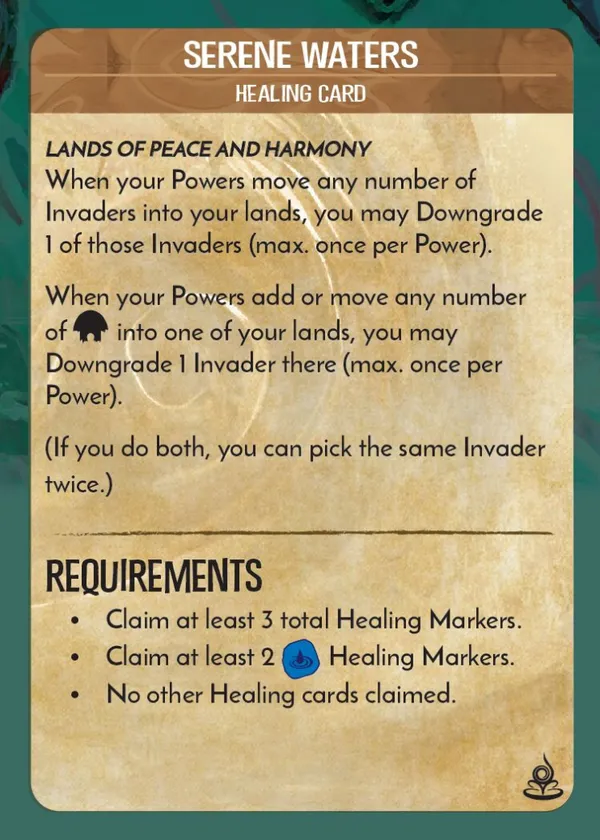 SERENE WATERS
HEALING CARD
LANDS OF PEACE AND HARMONY
When your Powers move any number of
Invaders into your lands, you may Downgrade
1 of those Invaders (max. once per Power).
When your Powers add or move any number
of into one of your lands, you may
Downgrade 1 Invader there (max. once per
Power).
(If you do both, you can pick the same Invader
twice.)
REQUIREMENTS
• Claim at least 3 total Healing Markers.
• Claim at least 2 Healing Markers.
• No other Healing cards claimed.